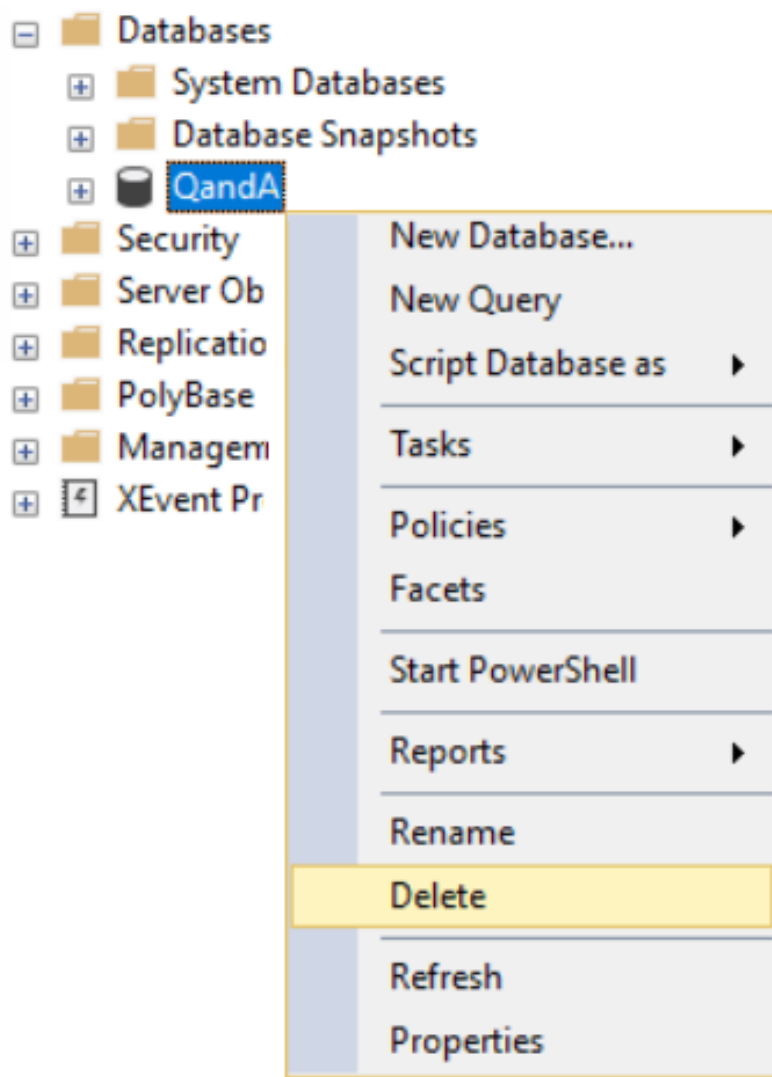 Databases
System Databases
Database Snapshots
QandA
Security
Server Ob
Replicatio
PolyBase
Managem
XEvent Pr
New Database...
New Query
Script Database as
Tasks
Policies
Facets
Start PowerShell
Reports
Rename
Delete
Refresh
Properties